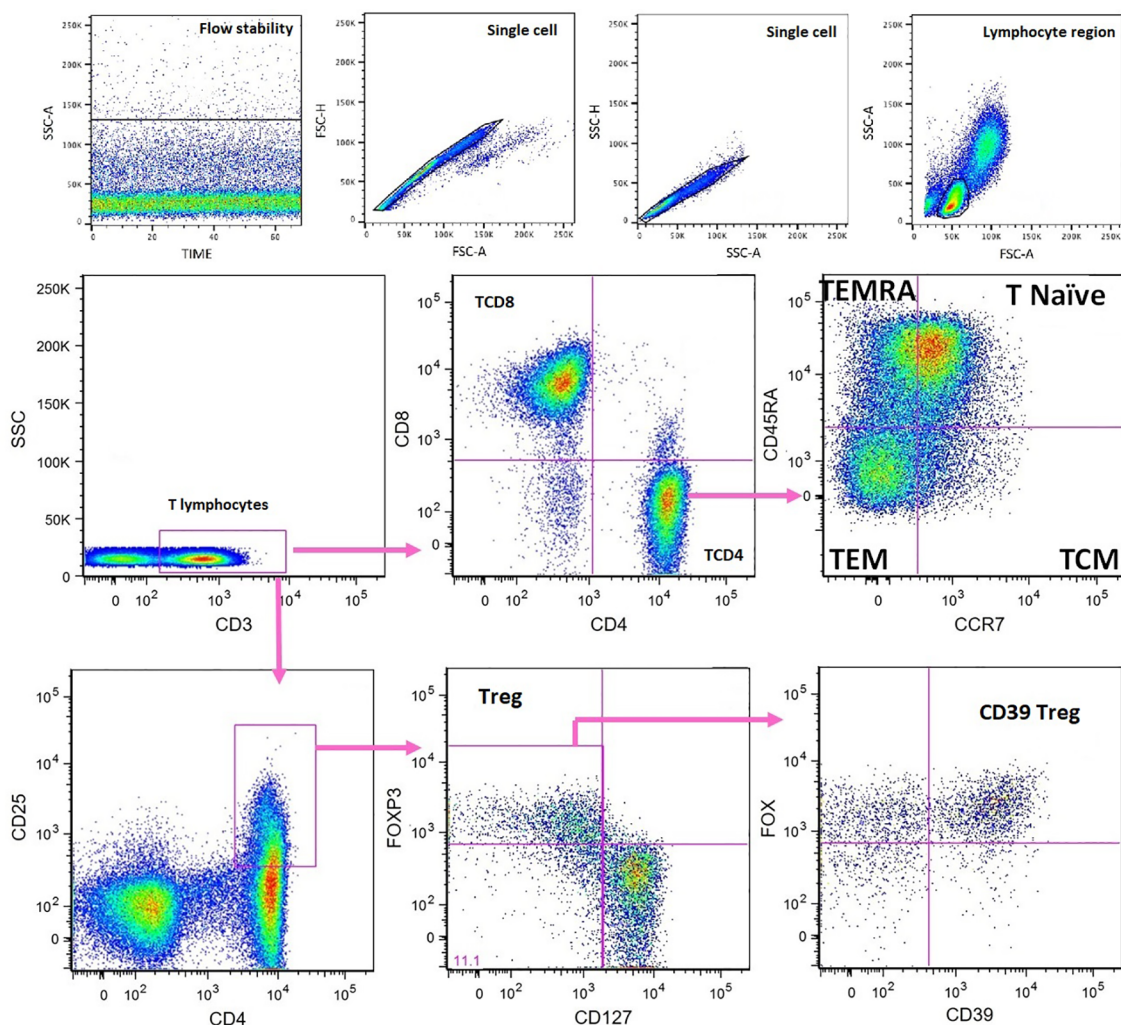 Flow stability
250K
200K
150K
100K
50K
0
SSC-A
0 20 40 60
TIME
Single cell
250K
200K
150K
100K
50K
0
FSC-H
0 50K 100K 150K 200K 250K
FSC-A
Single cell
250K
200K
150K
100K
50K
0
SSC-H
0 50K 100K 150K 200K 250K
SSC-A
Lymphocyte region
250K
200K
150K
100K
50K
0
SSC-A
0 50K 100K 150K 200K
FSC-A
250K
200K
150K
100K
50K
0
SSC
T lymphocytes
0 10² 10³ 10⁴ 10⁵
CD3
TCD8
10⁵
10⁴
10³
10²
0
CD8
TCD4
0 10² 10³ 10⁴ 10⁵
CD4
TEMRA T Naïve
10⁵
10⁴
10³
0
CD45RA
TEM TCM
0 10³ 10⁴ 10⁵
CCR7
10⁵
10⁴
10³
10²
0
CD25
0 10² 10³ 10⁴ 10⁵
CD4
Treg
10⁵
10⁴
10³
10²
0
FOXP3
11.1
0 10² 10³ 10⁴ 10⁵
CD127
CD39 Treg
10⁵
10⁴
10³
10²
0
FOX
0 10² 10³ 10⁴ 10⁵
CD39